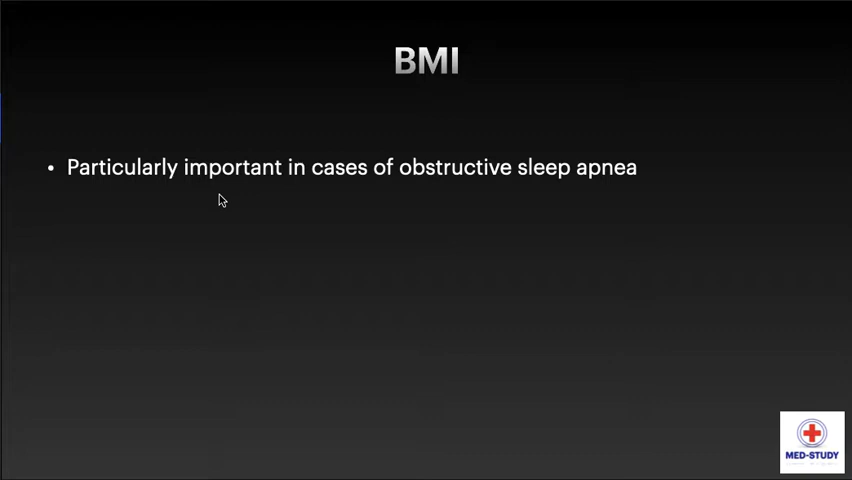 BMI
• Particularly important in cases of obstructive sleep apnea
MED-STUDY